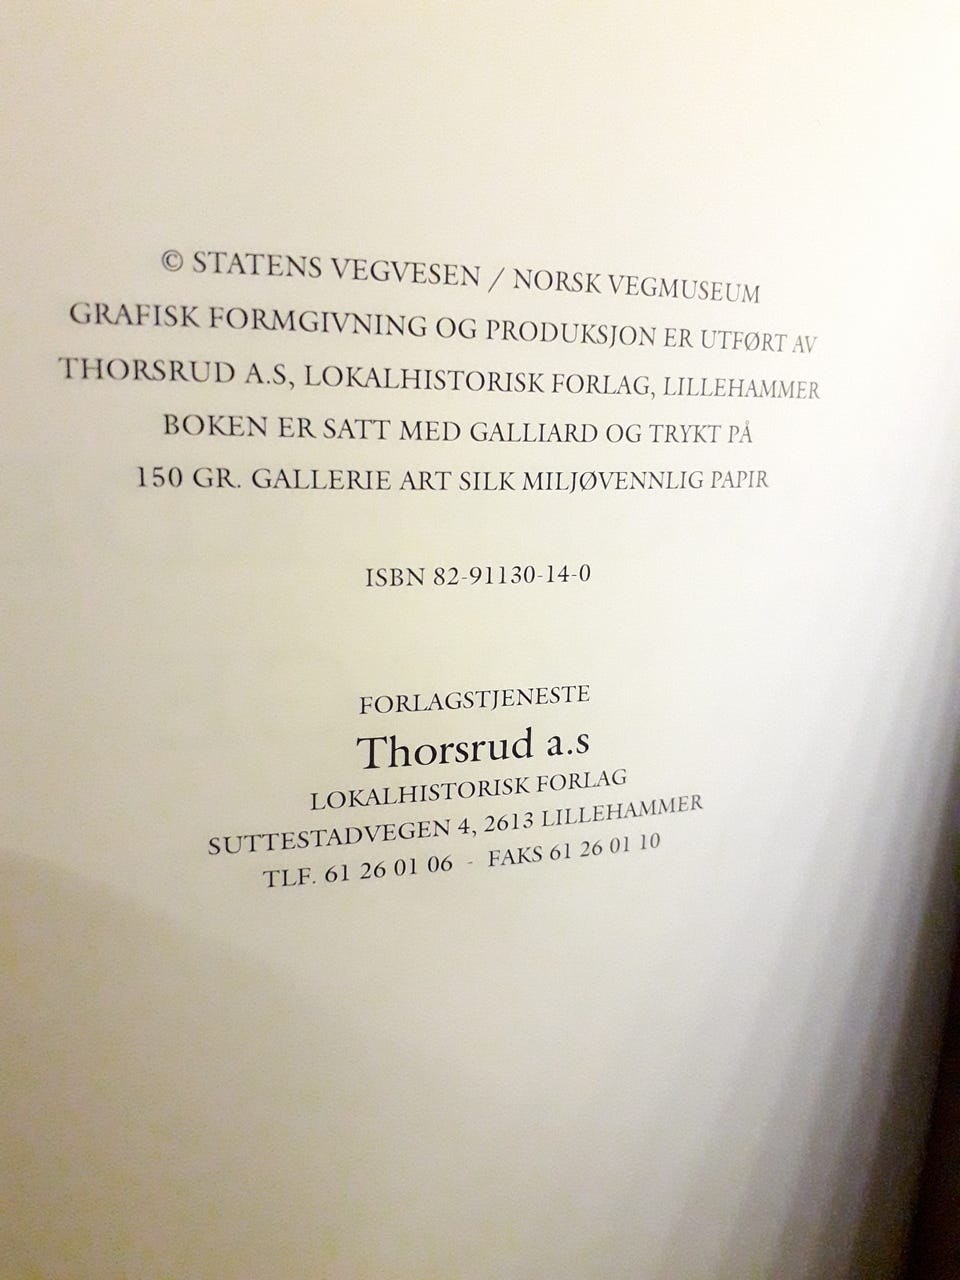 © STATENS VEGVESEN / NORSK VEGMUSEUM
GRAFISK FORMGIVNING OG PRODUKSJON ER UTFØRT AV
THORSRUD A.S, LOKALHISTORISK FORLAG, LILLEHAMMER
BOKEN ER SATT MED GALLIARD OG TRYKT PÅ
150 GR. GALLERIE ART SILK MILJØVENNLIG PAPIR
ISBN 82-91130-14-0
FORLAGSTJENESTE
Thorsrud a.s
LOKALHISTORISK FORLAG
SUTTESTADVEGEN 4, 2613 LILLEHAMMER
TLF. 61 26 01 06 - FAKS 61 26 01 10